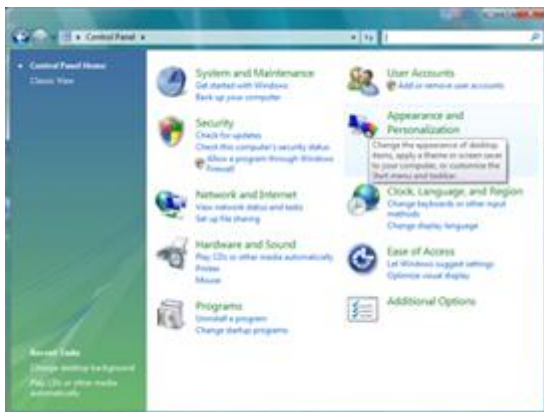 Control Panel
Control Panel Home
Classic View
System and Maintenance
Get started with Windows
Back up your computer
Security
Check for updates
Check this computer's security status
Allow a program through Windows
Firewall
Network and Internet
View network status and tasks
Set up file sharing
Hardware and Sound
Play CDs or other media automatically
Printer
Mouse
Programs
Uninstall a program
Change startup programs
User Accounts
Add or remove user accounts
Appearance and
Personalization
Change the appearance of desktop
items, apply a theme or screen saver
to your computer, or customize the
Start menu and taskbar.
Clock, Language, and Region
Change keyboards or other input
methods
Change display language
Ease of Access
Let Windows suggest settings
Optimize visual display
Additional Options
Recent Tasks
Change desktop background
Play CDs or other media
automatically